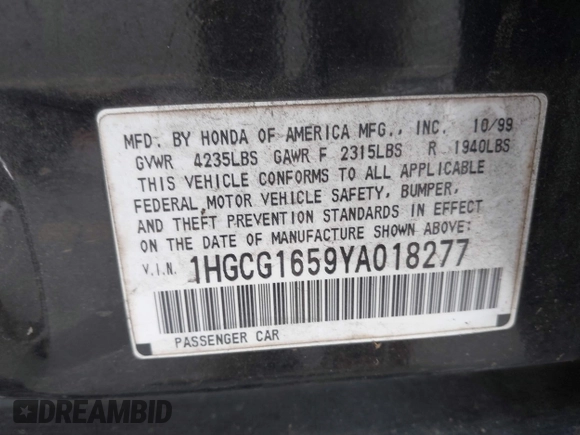 MFD. BY HONDA OF AMERICA MFG., INC. 10/99
GVWR 4235LBS GAWR F 2315LBS R 1940LBS
THIS VEHICLE CONFORMS TO ALL APPLICABLE
FEDERAL MOTOR VEHICLE SAFETY, BUMPER,
AND THEFT PREVENTION STANDARDS IN EFFECT
ON THE DATE OF MANUFACTURE SHOWN ABOVE.
V.I.N. 1HGCG1659YA018277
PASSENGER CAR
DREAMBID